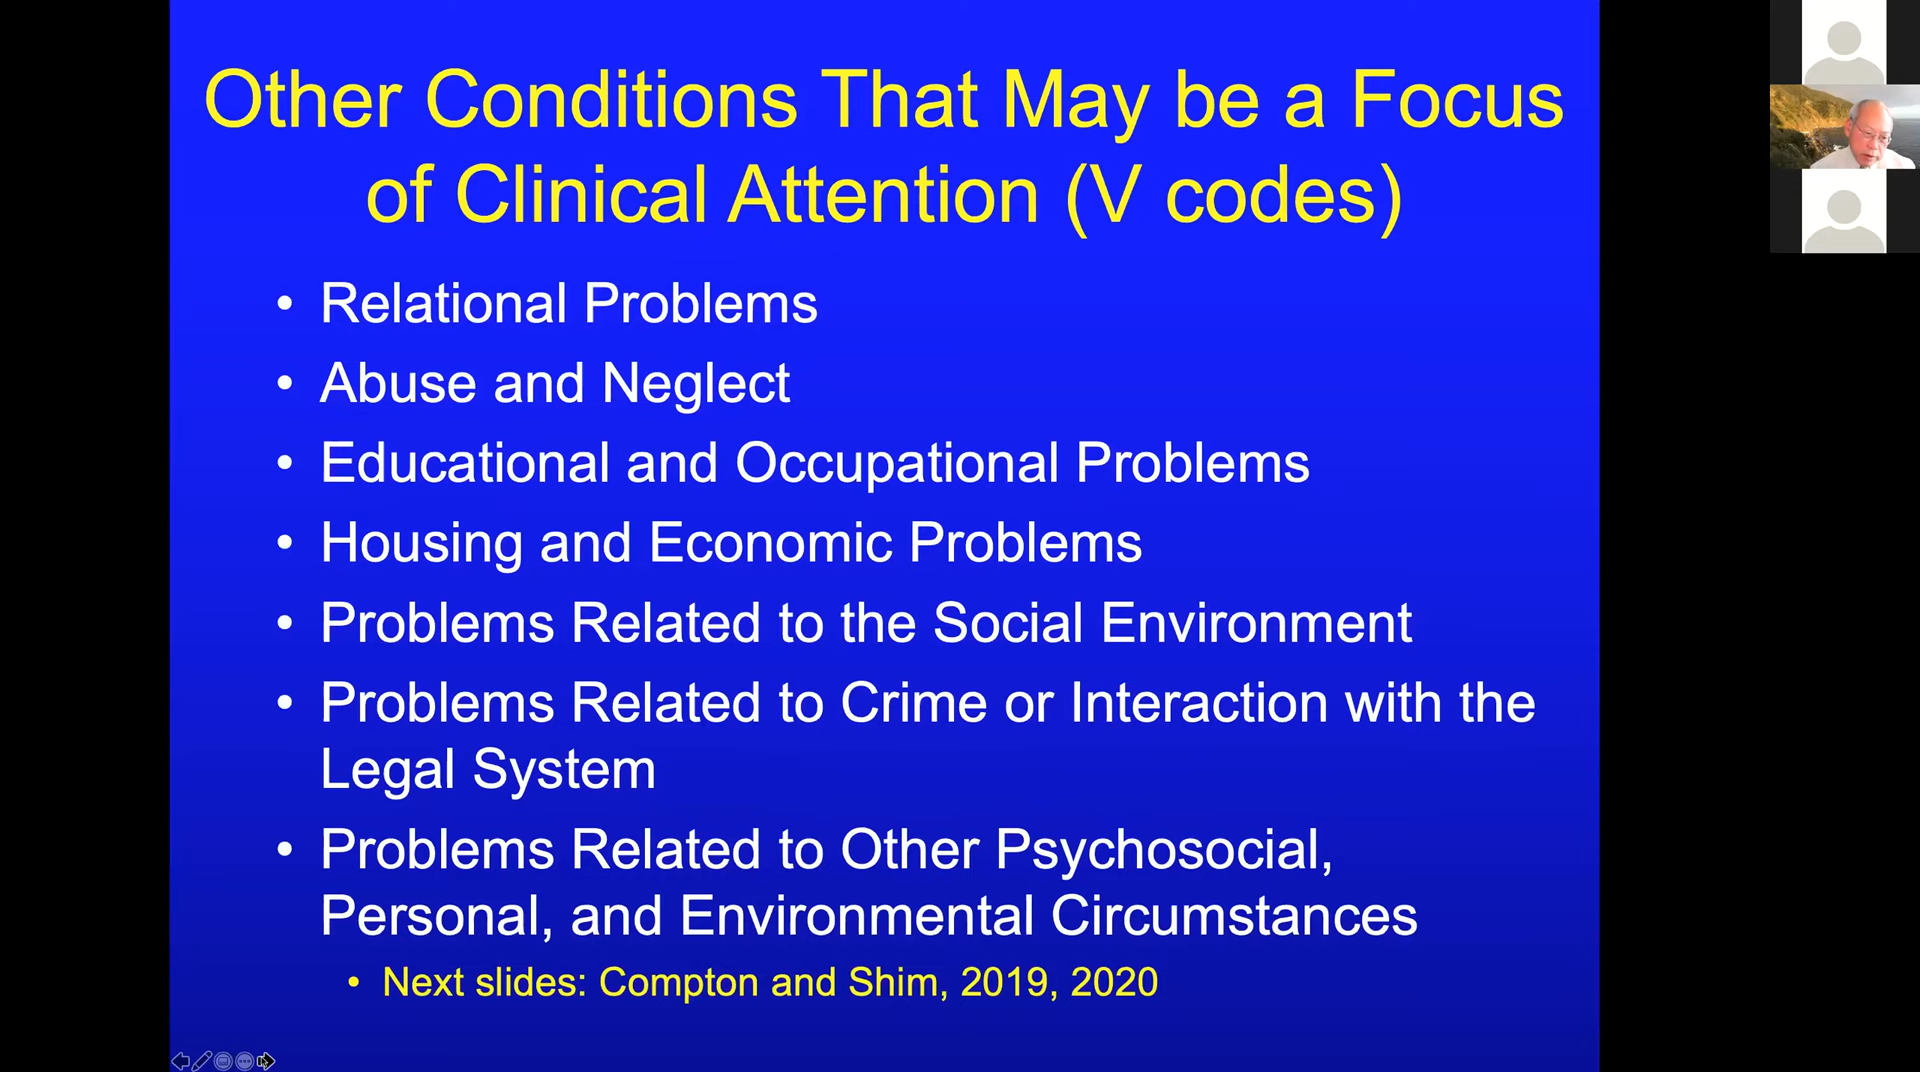 Other Conditions That May be a Focus
of Clinical Attention (V codes)
• Relational Problems
• Abuse and Neglect
• Educational and Occupational Problems
• Housing and Economic Problems
• Problems Related to the Social Environment
• Problems Related to Crime or Interaction with the
Legal System
• Problems Related to Other Psychosocial,
Personal, and Environmental Circumstances
• Next slides: Compton and Shim, 2019, 2020